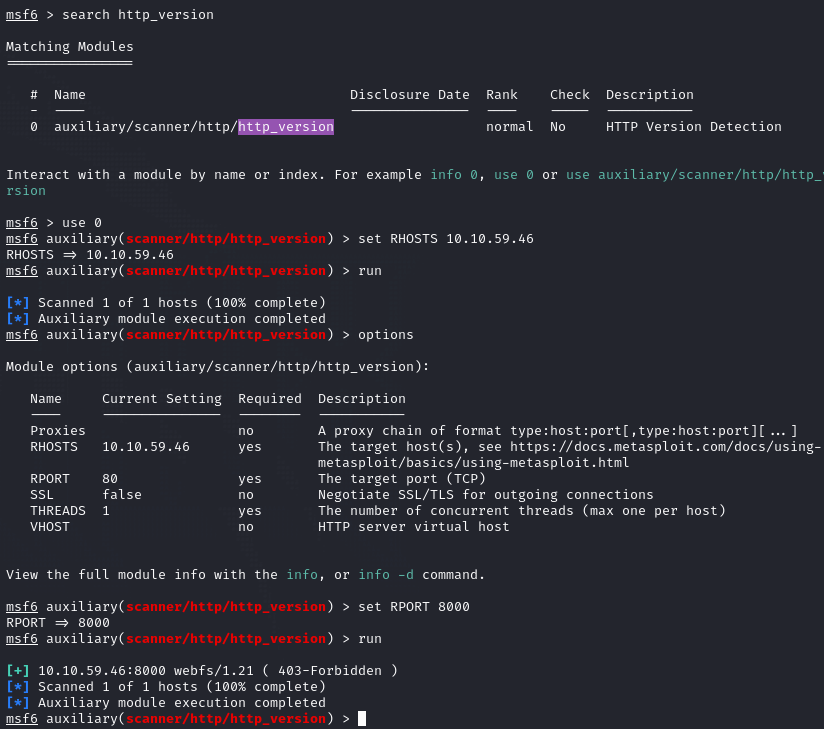 msf6 > search http_version
Matching Modules
================
#  Name                                 Disclosure Date  Rank    Check  Description
-  ----                                 ---------------  ----    -----  -----------
0  auxiliary/scanner/http/http_version                   normal  No     HTTP Version Detection
Interact with a module by name or index. For example info 0, use 0 or use auxiliary/scanner/http/http_v
rsion
msf6 > use 0
msf6 auxiliary(scanner/http/http_version) > set RHOSTS 10.10.59.46
RHOSTS => 10.10.59.46
msf6 auxiliary(scanner/http/http_version) > run
[*] Scanned 1 of 1 hosts (100% complete)
[*] Auxiliary module execution completed
msf6 auxiliary(scanner/http/http_version) > options
Module options (auxiliary/scanner/http/http_version):
Name     Current Setting  Required  Description
----     ---------------  --------  -----------
Proxies                   no        A proxy chain of format type:host:port[,type:host:port][...]
RHOSTS   10.10.59.46      yes       The target host(s), see https://docs.metasploit.com/docs/using-
metasploit/basics/using-metasploit.html
RPORT    80               yes       The target port (TCP)
SSL      false            no        Negotiate SSL/TLS for outgoing connections
THREADS  1                yes       The number of concurrent threads (max one per host)
VHOST                     no        HTTP server virtual host
View the full module info with the info, or info -d command.
msf6 auxiliary(scanner/http/http_version) > set RPORT 8000
RPORT => 8000
msf6 auxiliary(scanner/http/http_version) > run
[+] 10.10.59.46:8000 webfs/1.21 ( 403-Forbidden )
[*] Scanned 1 of 1 hosts (100% complete)
[*] Auxiliary module execution completed
msf6 auxiliary(scanner/http/http_version) >